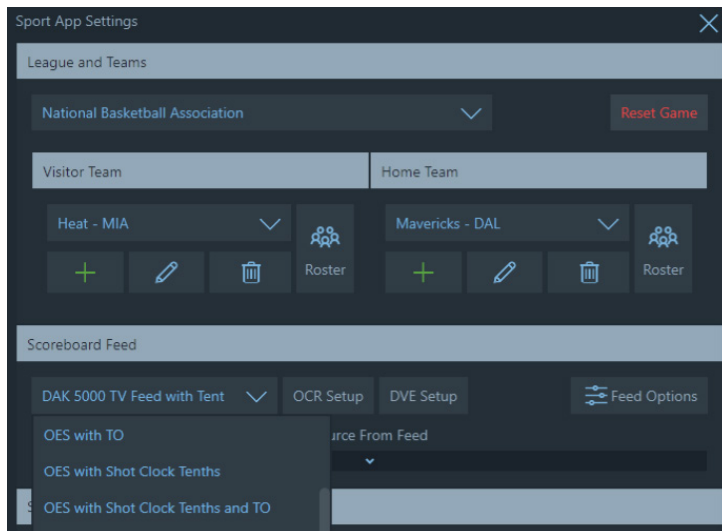 Sport App Settings
League and Teams
National Basketball Association
Reset Game
Visitor Team
Home Team
Heat - MIA
Mavericks - DAL
Roster
Roster
Scoreboard Feed
DAK 5000 TV Feed with Tent
OCR Setup
DVE Setup
Feed Options
OES with TO
urce From Feed
OES with Shot Clock Tenths
OES with Shot Clock Tenths and TO